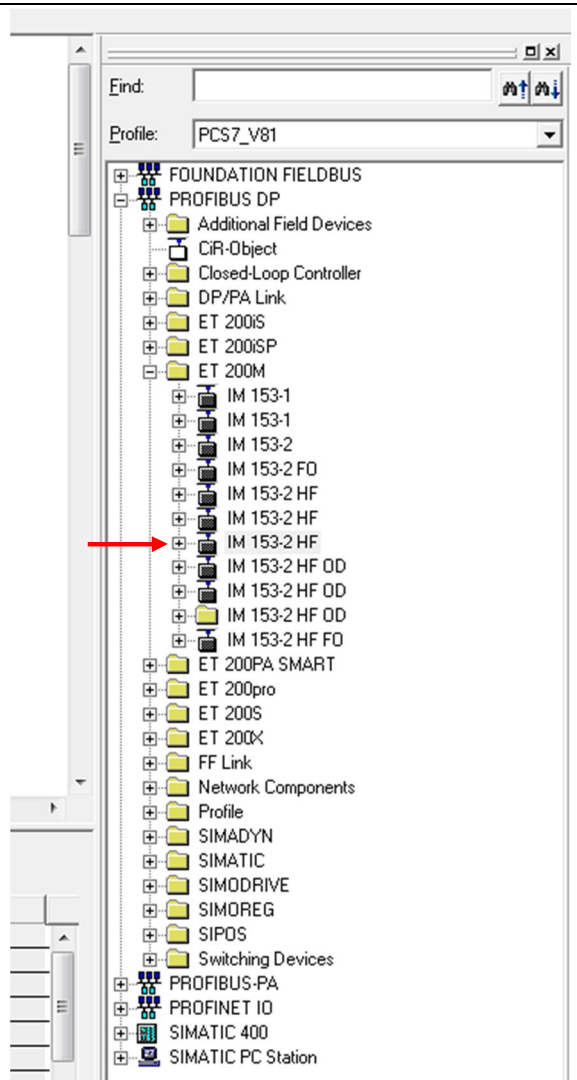 Find:
Profile: PCS7_V81
FOUNDATION FIELDBUS
PROFIBUS DP
Additional Field Devices
CiR-Object
Closed-Loop Controller
DP/PA Link
ET 200iS
ET 200iSP
ET 200M
IM 153-1
IM 153-1
IM 153-2
IM 153-2 FO
IM 153-2 HF
IM 153-2 HF
IM 153-2 HF
IM 153-2 HF OD
IM 153-2 HF OD
IM 153-2 HF OD
IM 153-2 HF FO
ET 200PA SMART
ET 200pro
ET 200S
ET 200X
FF Link
Network Components
Profile
SIMADYN
SIMATIC
SIMODRIVE
SIMOREG
SIPOS
Switching Devices
PROFIBUS-PA
PROFINET IO
SIMATIC 400
SIMATIC PC Station